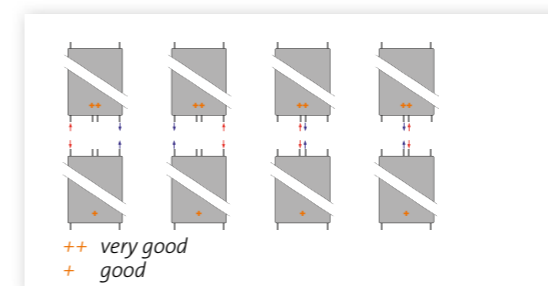 ++ ++ ++ ++
+ + + +
++ very good
+ good